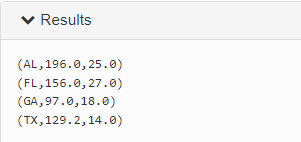 Results
(AL,196.0,25.0)
(FL,156.0,27.0)
(GA,97.0,18.0)
(TX,129.2,14.0)